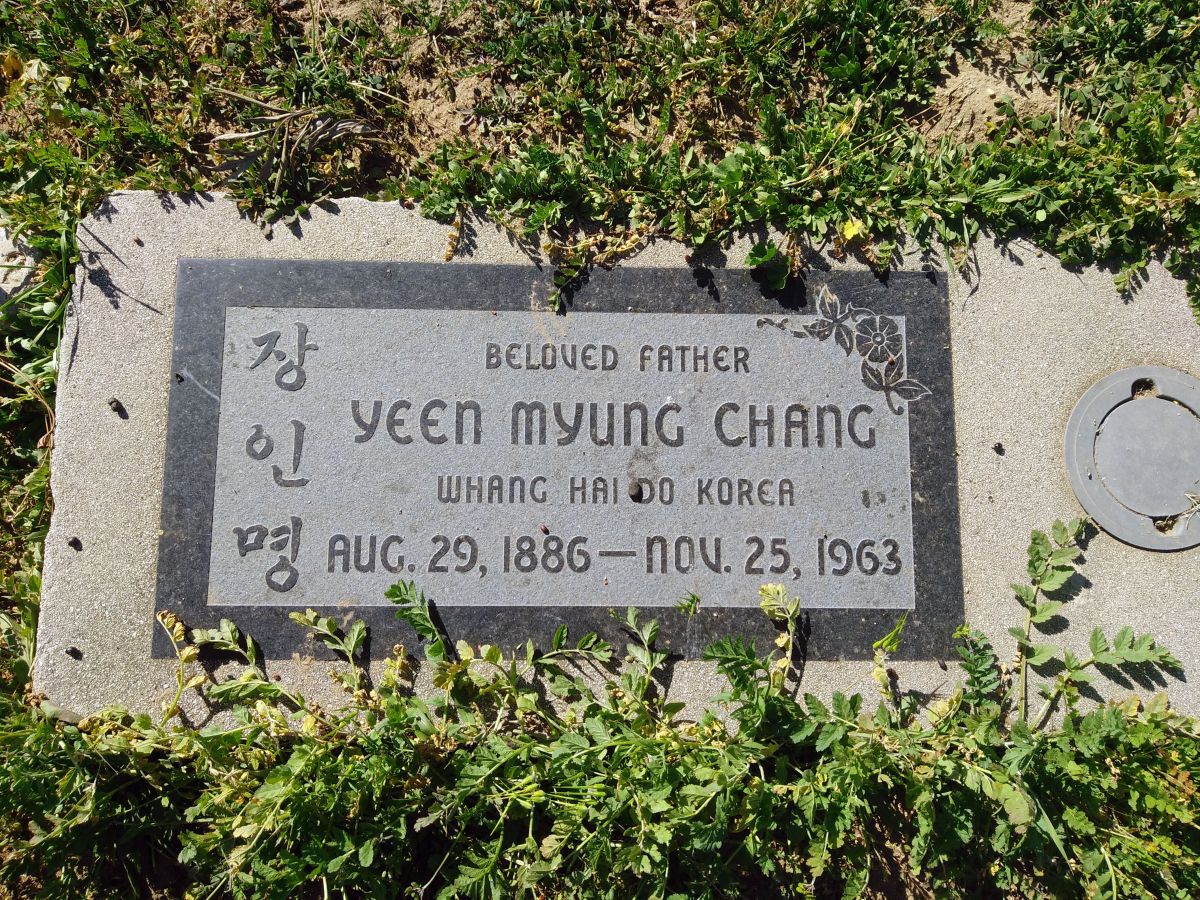 장인명
BELOVED FATHER
YEEN MYUNG CHANG
WHANG HAI DO KOREA
AUG. 29, 1886—NOV. 25, 1963